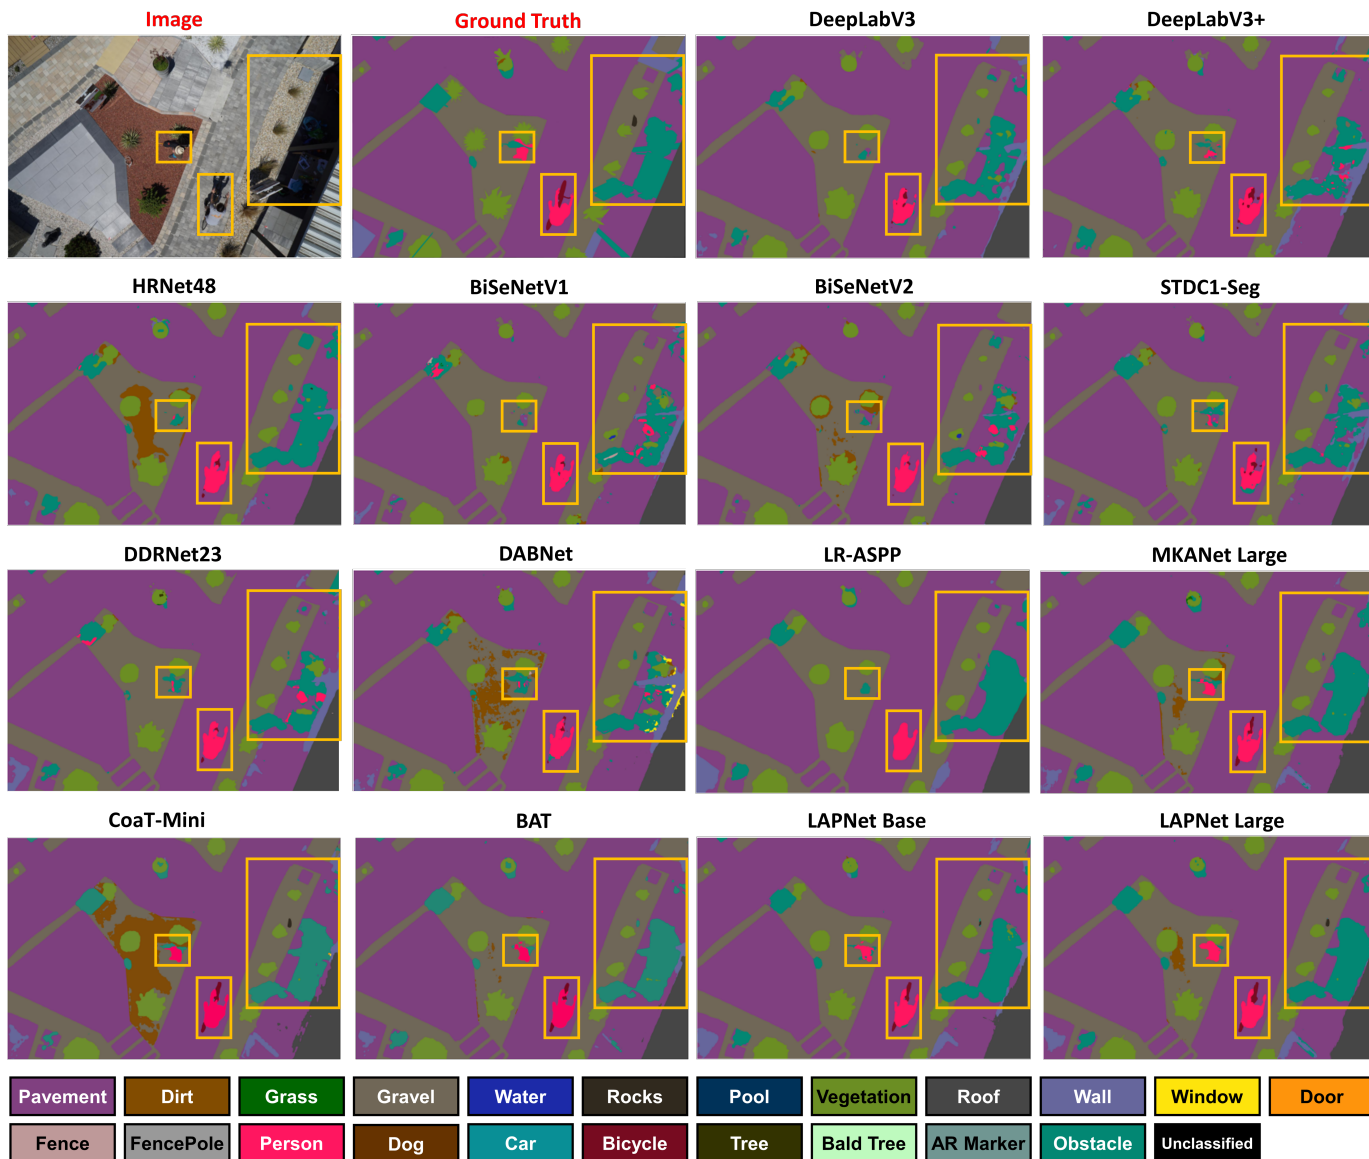 Image Ground Truth DeepLabV3 DeepLabV3+
HRNet48 BiSeNetV1 BiSeNetV2 STDC1-Seg
DDRNet23 DABNet LR-ASPP MKANet Large
CoaT-Mini BAT LAPNet Base LAPNet Large
Pavement Dirt Grass Gravel Water Rocks Pool Vegetation Roof Wall Window Door
Fence FencePole Person Dog Car Bicycle Tree Bald Tree AR Marker Obstacle Unclassified